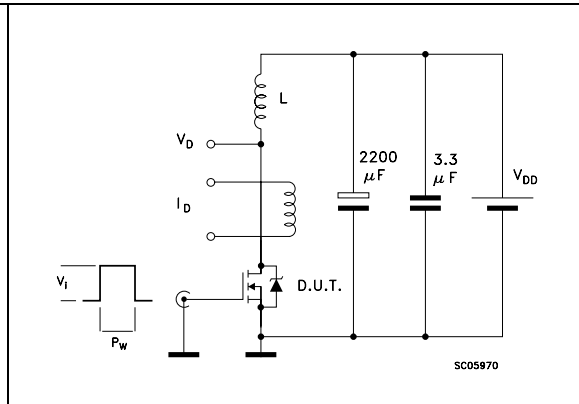 L
V_D
2200
μF
3.3
μF
V_DD
I_D
V_i
D.U.T.
P_W
SC05970